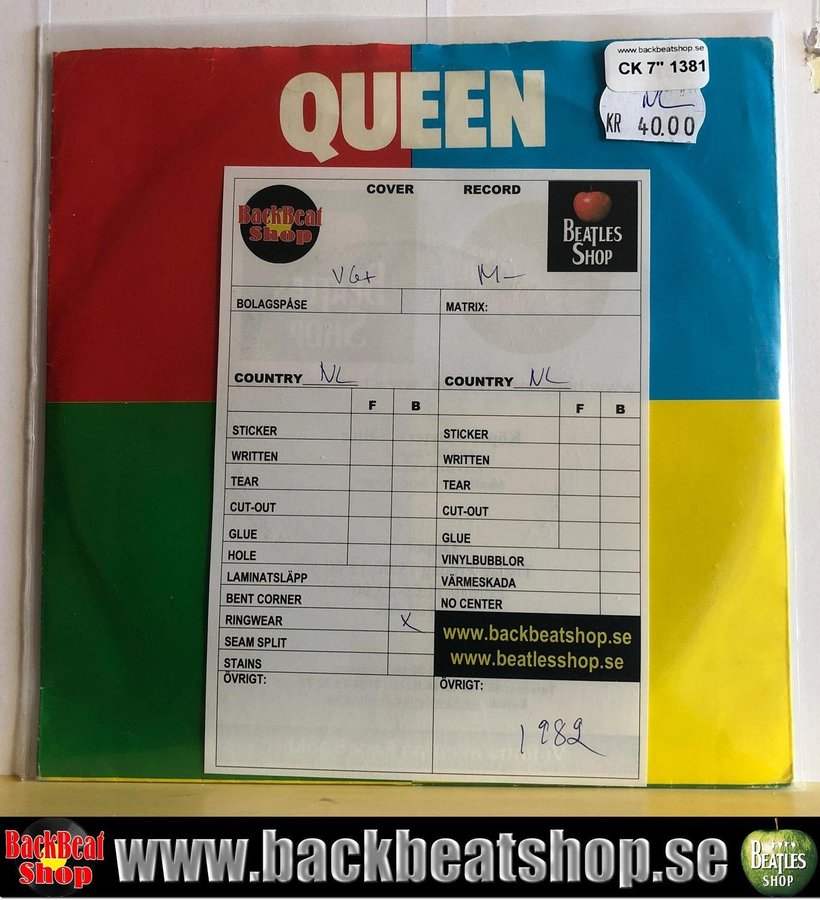 www.backbeatshop.se
CK 7" 1381
NL
KR 40.00
QUEEN
COVER RECORD
BackBeat
Shop
BEATLES
SHOP
VG+ M-
BOLAGSPÅSE MATRIX:
COUNTRY NL COUNTRY NL
F B F B
STICKER STICKER
WRITTEN WRITTEN
TEAR TEAR
CUT-OUT CUT-OUT
GLUE GLUE
HOLE VINYLBUBBLOR
LAMINATSLÄPP VÄRMESKADA
BENT CORNER NO CENTER
RINGWEAR X
SEAM SPLIT
STAINS
www.backbeatshop.se
www.beatlesshop.se
ÖVRIGT: ÖVRIGT:
1982
BackBeat
Shop
www.backbeatshop.se
BEATLES
SHOP